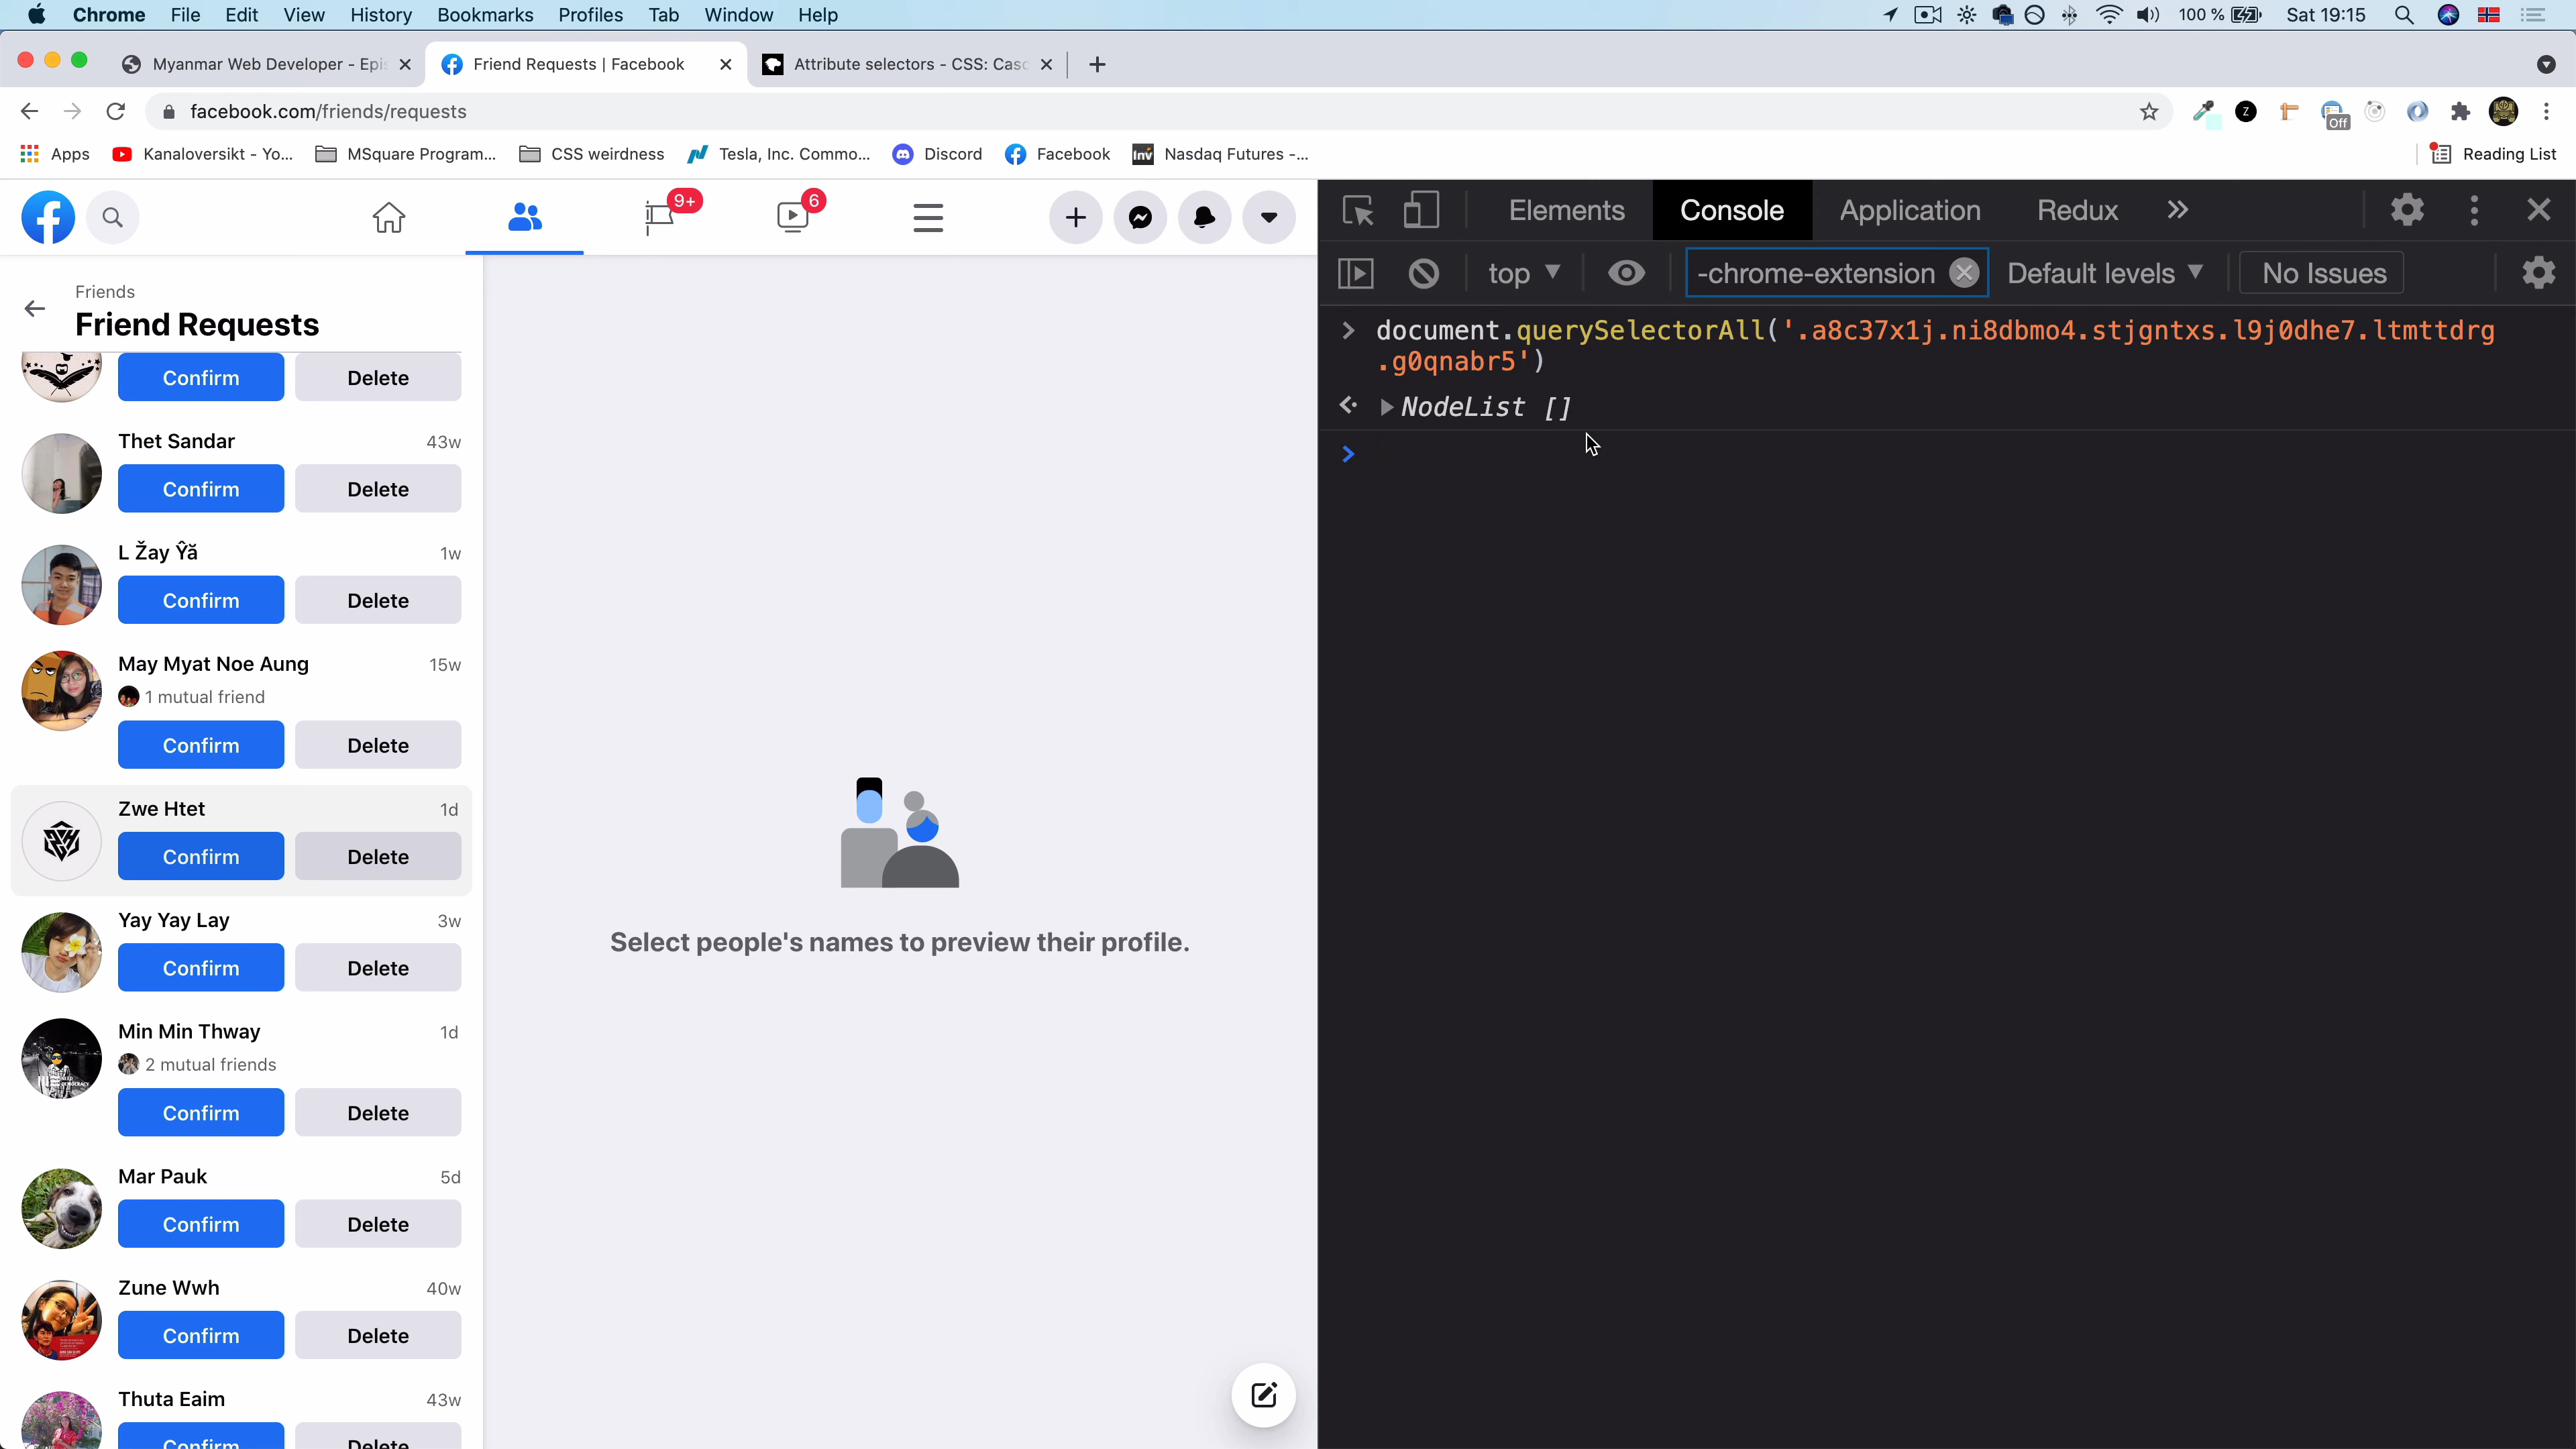 Chrome File Edit View History Bookmarks Profiles Tab Window Help 100 % Sat 19:15
Myanmar Web Developer - Epis
Friend Requests | Facebook
Attribute selectors - CSS: Casc
facebook.com/friends/requests
Z
Off
Apps Kanaloversikt - Yo... MSquare Program... CSS weirdness Tesla, Inc. Commo... Discord Facebook Inv Nasdaq Futures -... Reading List
9+
6
Friends
Friend Requests
Confirm Delete
Thet Sandar 43w
Confirm Delete
L Žay Ŷă 1w
Confirm Delete
May Myat Noe Aung 15w
1 mutual friend
Confirm Delete
Zwe Htet 1d
Confirm Delete
Yay Yay Lay 3w
Confirm Delete
Min Min Thway 1d
2 mutual friends
Confirm Delete
Mar Pauk 5d
Confirm Delete
Zune Wwh 40w
Confirm Delete
Thuta Eaim 43w
Confirm Delete
Select people's names to preview their profile.
Elements Console Application Redux
top -chrome-extension Default levels No Issues
document.querySelectorAll('.a8c37x1j.ni8dbmo4.stjgntxs.l9j0dhe7.ltmttdrg
.g0qnabr5')
NodeList []